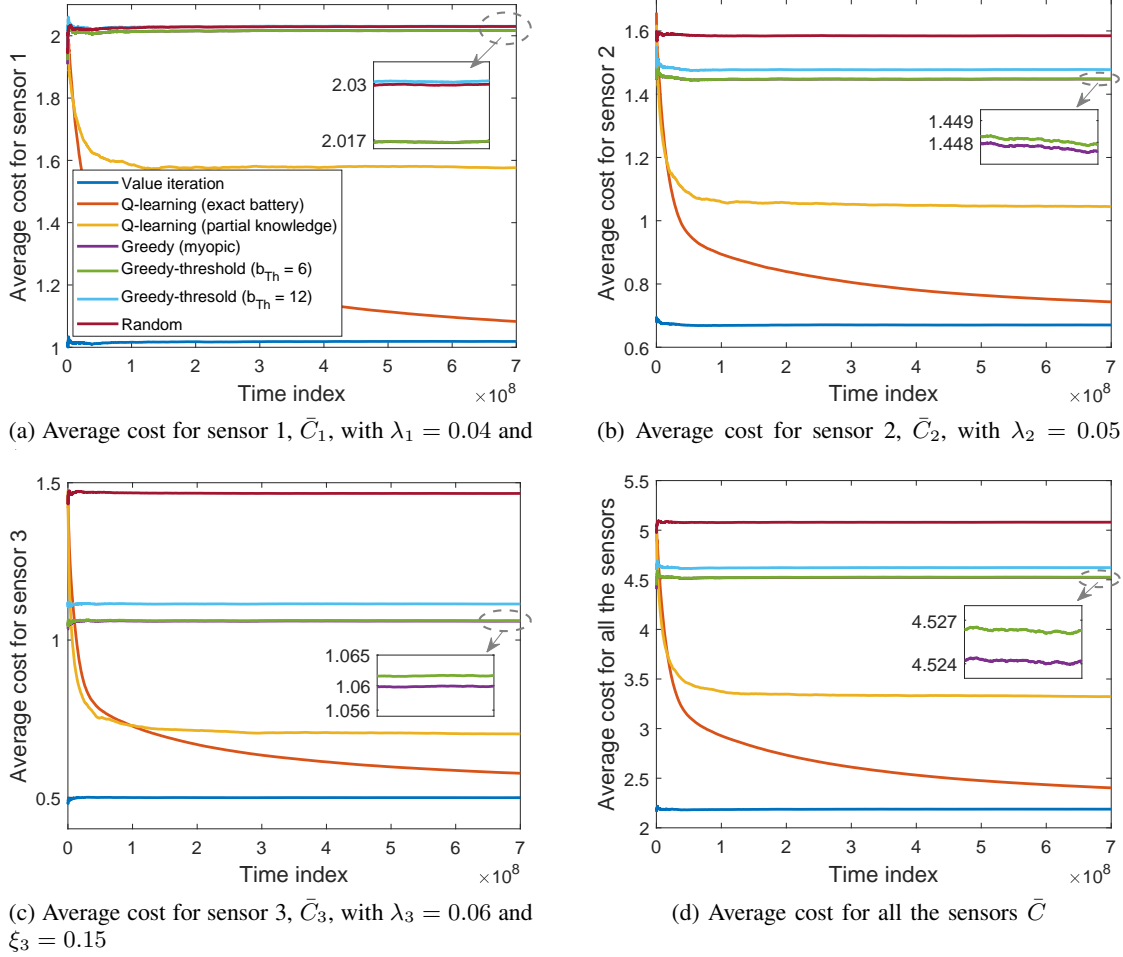 Average cost for sensor 1
2
1.8
1.6
1.4
1.2
1
0 1 2 3 4 5 6 7
Time index
×10^8
2.03
2.017
Value iteration
Q-learning (exact battery)
Q-learning (partial knowledge)
Greedy (myopic)
Greedy-threshold (b_Th = 6)
Greedy-thresold (b_Th = 12)
Random
(a) Average cost for sensor 1, C̄_1, with λ_1 = 0.04 and
Average cost for sensor 2
1.6
1.4
1.2
1
0.8
0.6
0 1 2 3 4 5 6 7
Time index
×10^8
1.449
1.448
(b) Average cost for sensor 2, C̄_2, with λ_2 = 0.05
Average cost for sensor 3
1.5
1
0.5
0 1 2 3 4 5 6 7
Time index
×10^8
1.065
1.06
1.056
(c) Average cost for sensor 3, C̄_3, with λ_3 = 0.06 and
ξ_3 = 0.15
Average cost for all the sensors
5.5
5
4.5
4
3.5
3
2.5
2
0 1 2 3 4 5 6 7
Time index
×10^8
4.527
4.524
(d) Average cost for all the sensors C̄